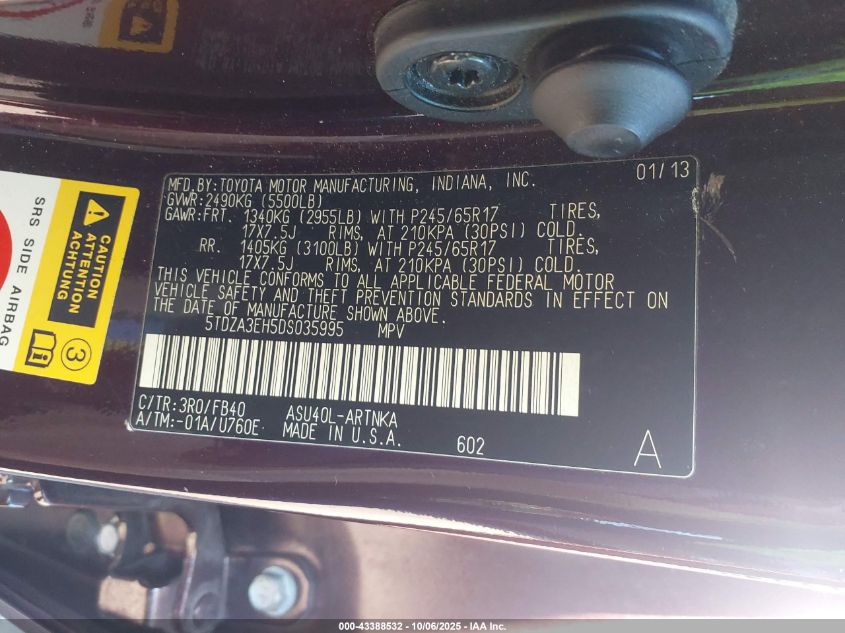 MFD. BY: TOYOTA MOTOR MANUFACTURING, INDIANA, INC. 01/13
GVWR: 2490KG (5500LB)
GAWR: FRT. 1340KG (2955LB) WITH P245/65R17 TIRES,
17X7.5J RIMS, AT 210KPA (30PSI) COLD.
RR. 1405KG (3100LB) WITH P245/65R17 TIRES,
17X7.5J RIMS, AT 210KPA (30PSI) COLD.
THIS VEHICLE CONFORMS TO ALL APPLICABLE FEDERAL MOTOR
VEHICLE SAFETY AND THEFT PREVENTION STANDARDS IN EFFECT ON
THE DATE OF MANUFACTURE SHOWN ABOVE.
5TDZA3EH5DS035995 MPV
C/TR: 3R0/FB40 ASU40L-ARTNKA
A/TM: -01A/U760E MADE IN U.S.A. 602 A
SRS SIDE AIRBAG
CAUTION
ATTENTION
ACHTUNG
3
000-43388532 - 10/06/2025 - IAA Inc.